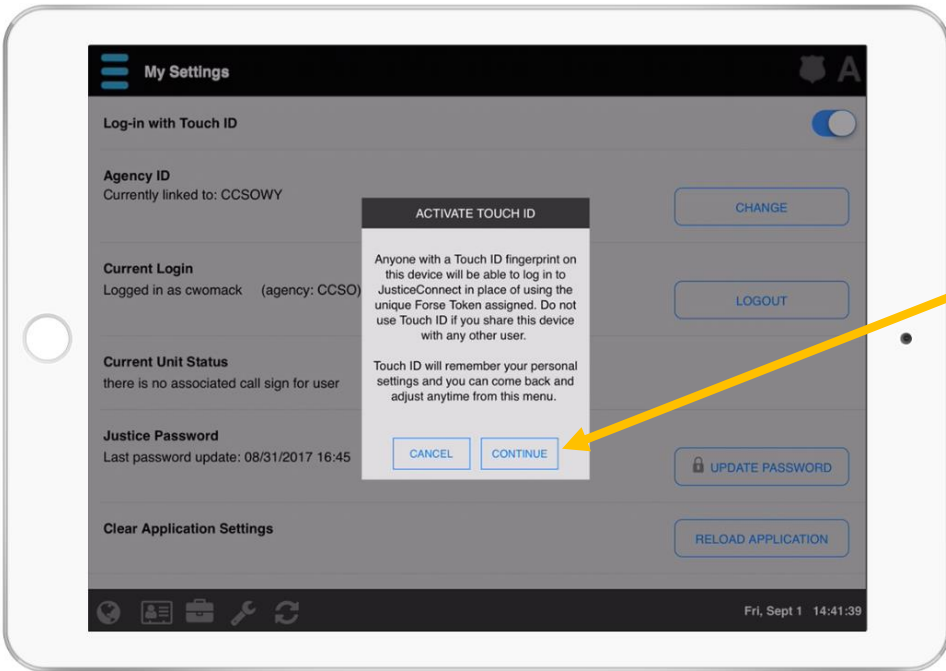 My Settings
A
Log-in with Touch ID
Agency ID
Currently linked to: CCSOWY
CHANGE
ACTIVATE TOUCH ID
Anyone with a Touch ID fingerprint on
this device will be able to log in to
JusticeConnect in place of using the
unique Forse Token assigned. Do not
use Touch ID if you share this device
with any other user.
Touch ID will remember your personal
settings and you can come back and
adjust anytime from this menu.
CANCEL CONTINUE
Current Login
Logged in as cwomack (agency: CCSO)
LOGOUT
Current Unit Status
there is no associated call sign for user
Justice Password
Last password update: 08/31/2017 16:45
UPDATE PASSWORD
Clear Application Settings
RELOAD APPLICATION
Fri, Sept 1 14:41:39